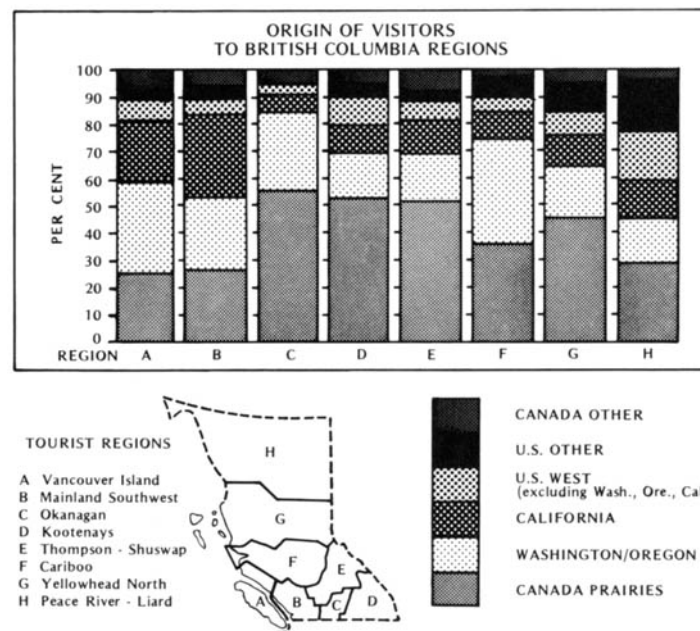 ORIGIN OF VISITORS
TO BRITISH COLUMBIA REGIONS
PER CENT
100
90
80
70
60
50
40
30
20
10
0
REGION A B C D E F G H
TOURIST REGIONS
A Vancouver Island
B Mainland Southwest
C Okanagan
D Kootenays
E Thompson - Shuswap
F Cariboo
G Yellowhead North
H Peace River - Liard
H
G
F
E
A
B
C
D
CANADA OTHER
U.S. OTHER
U.S. WEST
(excluding Wash., Ore., Cal
CALIFORNIA
WASHINGTON/OREGON
CANADA PRAIRIES